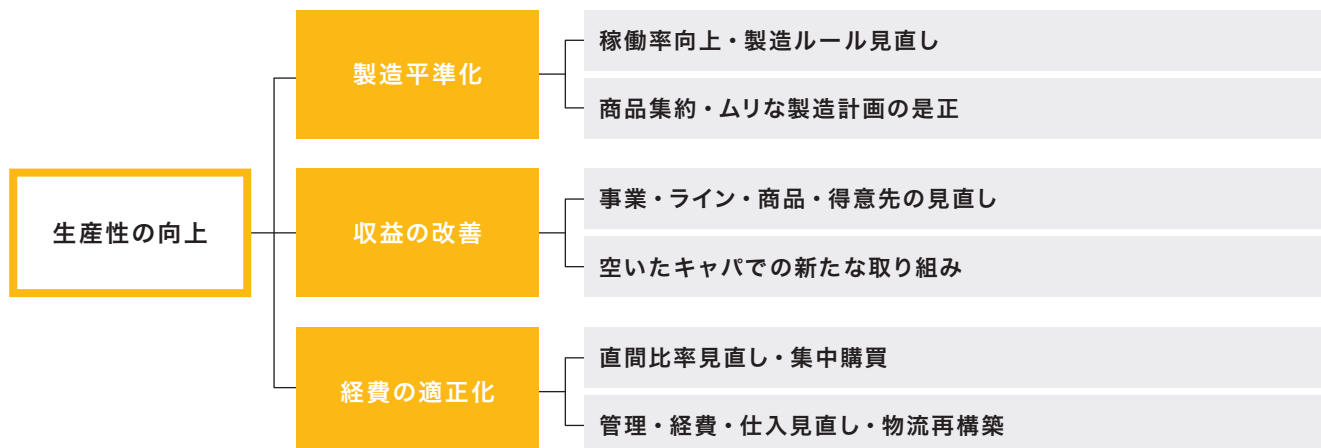 生産性の向上
製造平準化
稼働率向上・製造ルール見直し
商品集約・ムリな製造計画の是正
収益の改善
事業・ライン・商品・得意先の見直し
空いたキャパでの新たな取り組み
経費の適正化
直間比率見直し・集中購買
管理・経費・仕入見直し・物流再構築